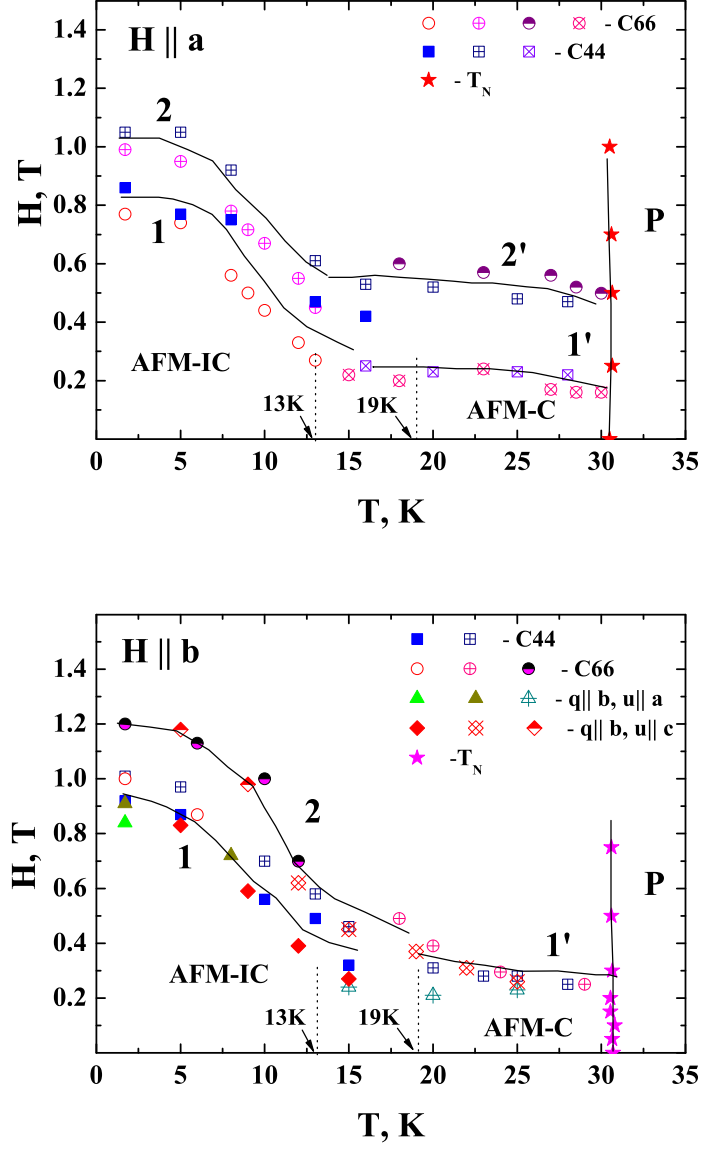 H || a
- C66
- C44
- T_N
2
1
2'
1'
P
AFM-IC
AFM-C
13K
19K
H, T
1.4
1.2
1.0
0.8
0.6
0.4
0.2
0 5 10 15 20 25 30 35
T, K
H || b
- C44
- C66
- q|| b, u|| a
- q|| b, u|| c
-T_N
2
1
1'
P
AFM-IC
AFM-C
13K
19K
H, T
1.4
1.2
1.0
0.8
0.6
0.4
0.2
0 5 10 15 20 25 30 35
T, K